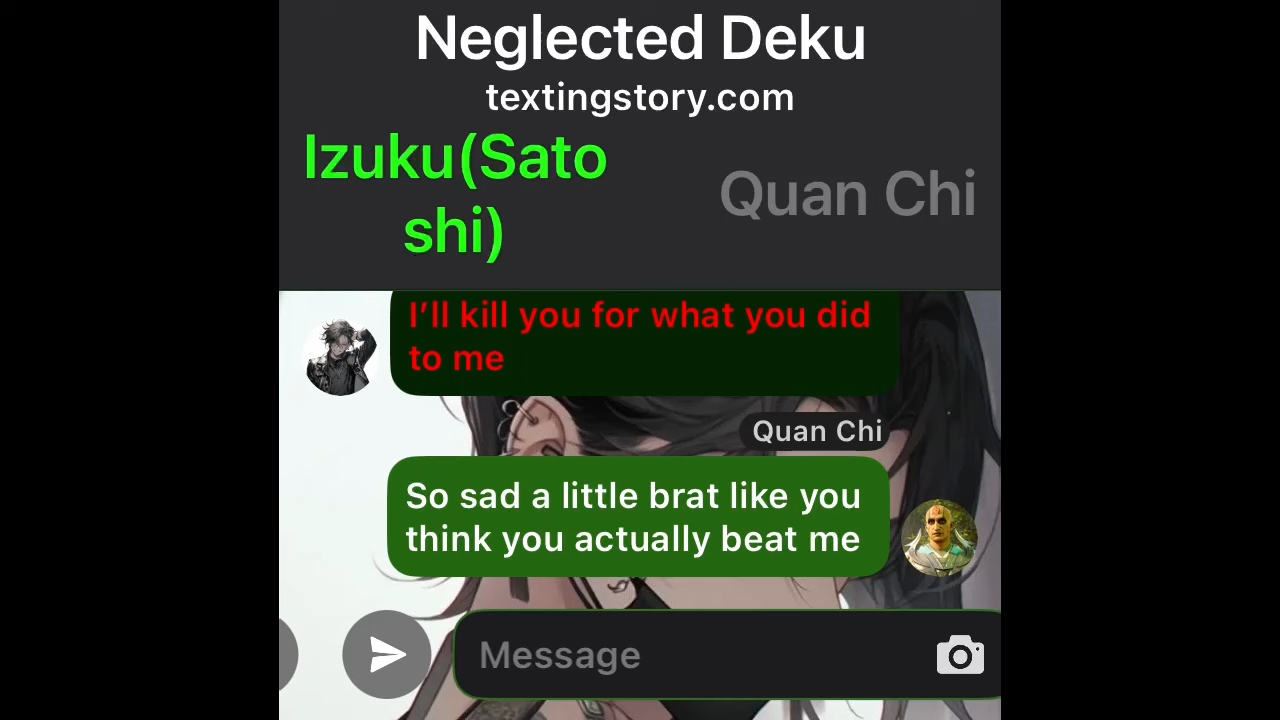 Neglected Deku
textingstory.com
Izuku(Sato
shi)
Quan Chi
I’ll kill you for what you did
to me
Quan Chi
So sad a little brat like you
think you actually beat me
Message